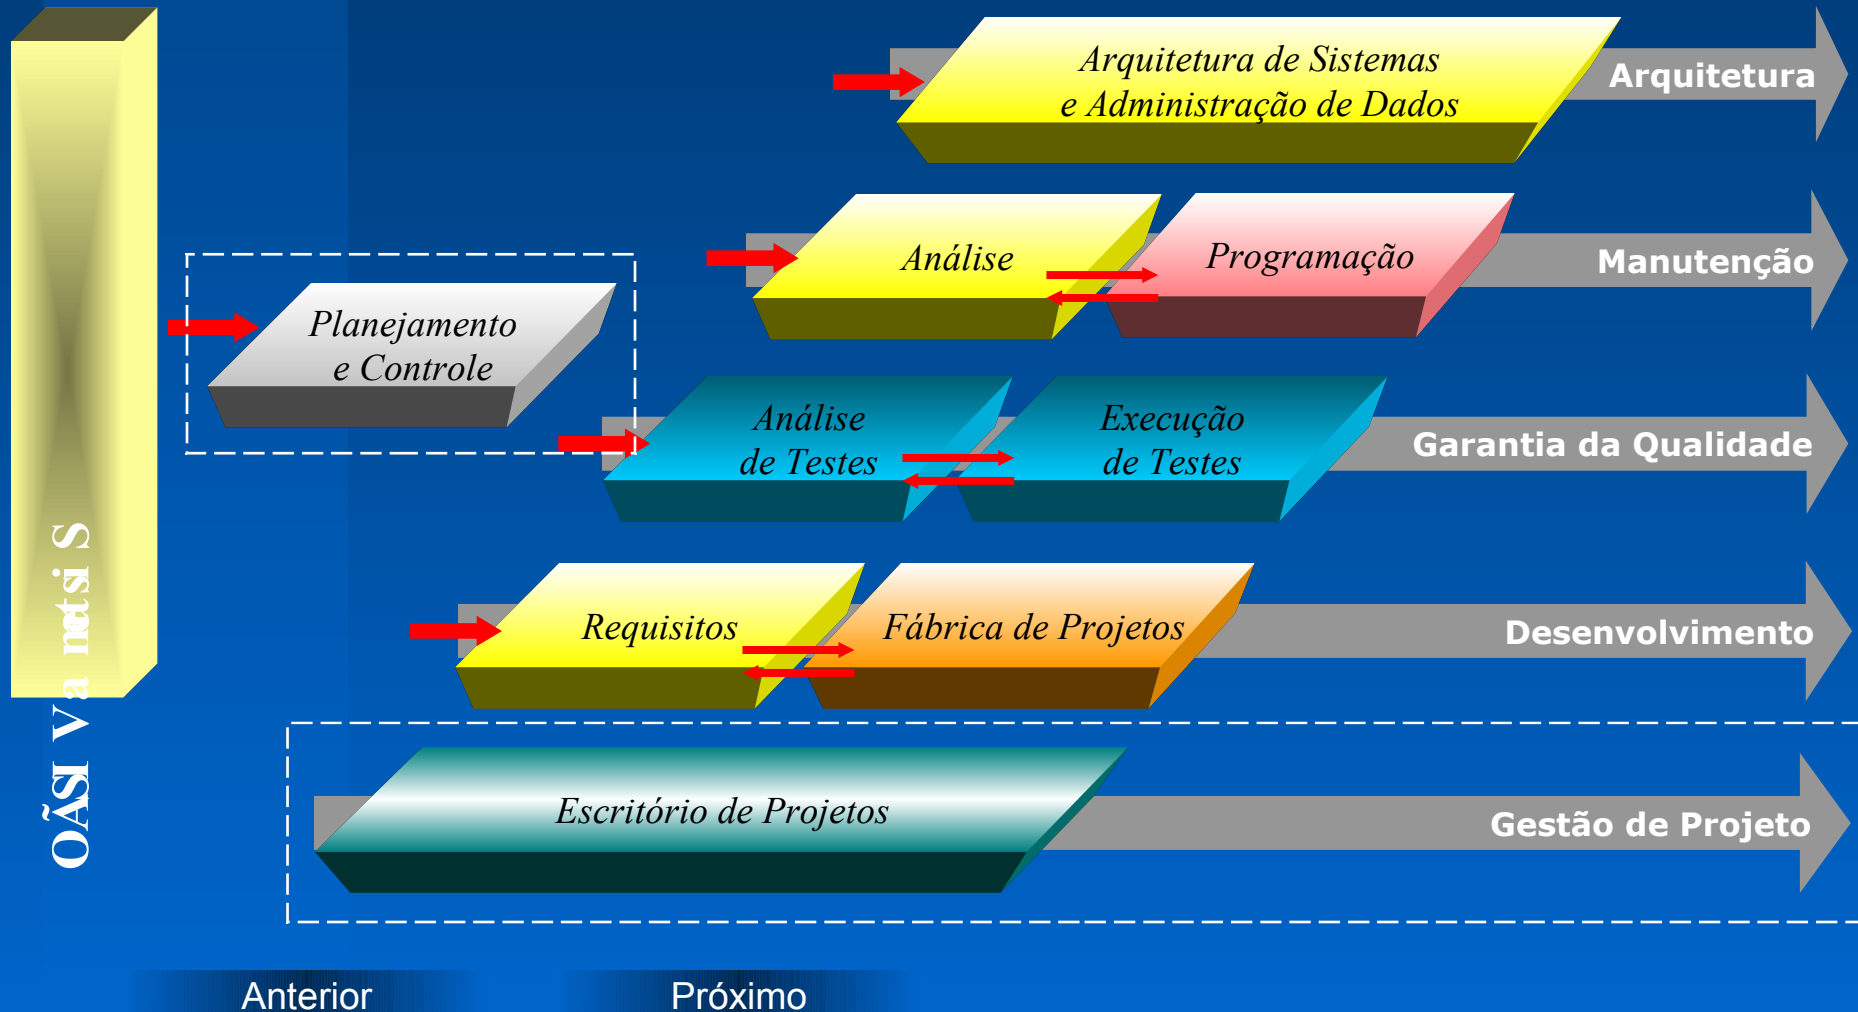 Arquitetura de Sistemas
e Administração de Dados
Arquitetura
Análise
Programação
Manutenção
Planejamento
e Controle
Análise
de Testes
Execução
de Testes
Garantia da Qualidade
Requisitos
Fábrica de Projetos
Desenvolvimento
Escritório de Projetos
Gestão de Projeto
Anterior
Próximo